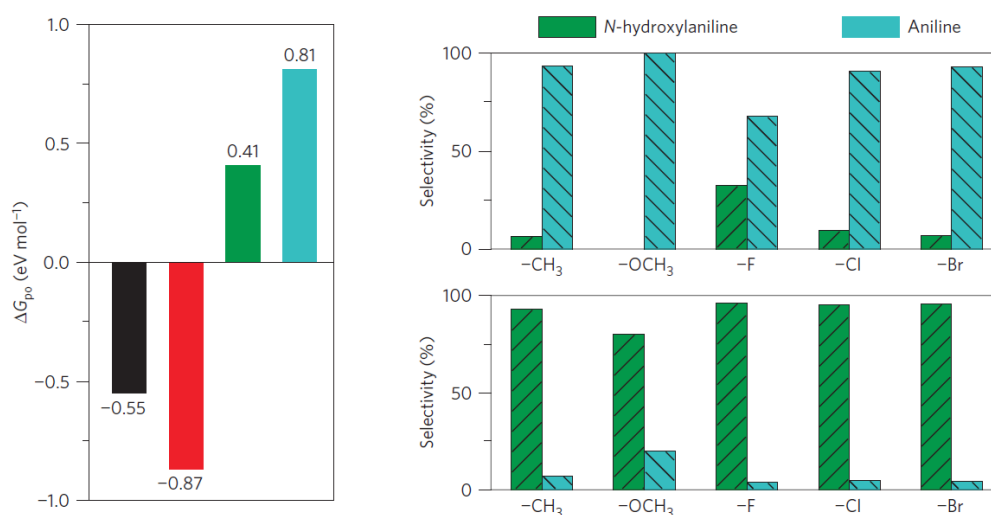 ΔG_po (eV mol⁻¹)
1.0
0.5
0.0
−0.5
−1.0
−0.55
−0.87
0.41
0.81
N-hydroxylaniline
Aniline
Selectivity (%)
100
50
0
−CH₃ −OCH₃ −F −Cl −Br
Selectivity (%)
100
50
0
−CH₃ −OCH₃ −F −Cl −Br